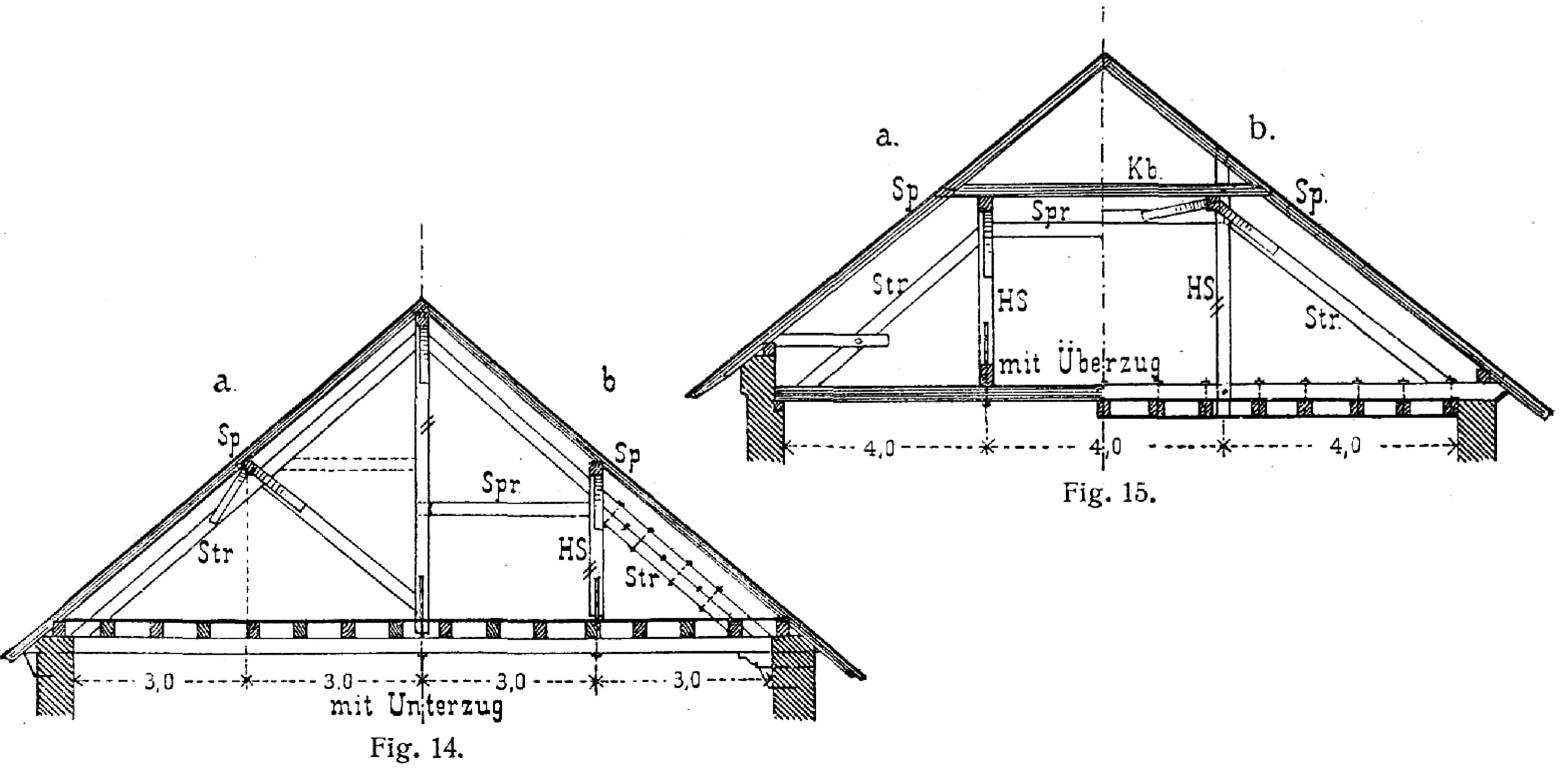 a.
b
Sp
Sp
Spr.
HS
Str
Str
3,0
3,0
3,0
3,0
mit Unterzug
Fig. 14.
a.
b.
Kb.
Sp
Sp.
Spr.
Str
HS
HS
Str.
mit Überzug
4,0
4,0
4,0
Fig. 15.